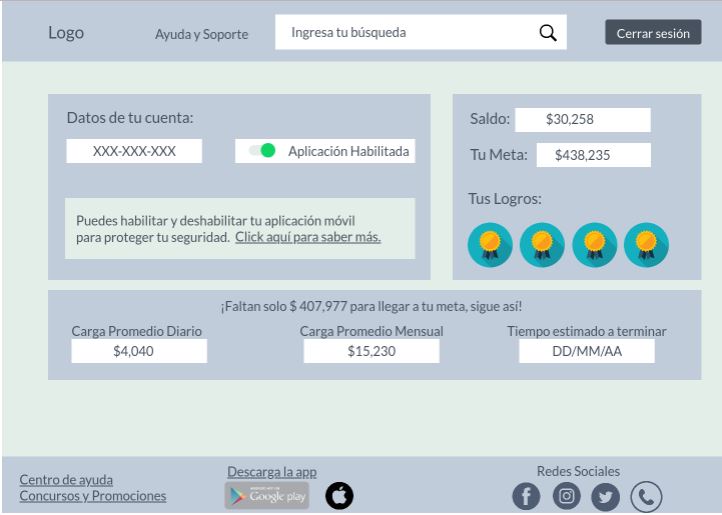 Logo
Ayuda y Soporte
Ingresa tu búsqueda
Cerrar sesión
Datos de tu cuenta:
XXX-XXX-XXX
Aplicación Habilitada
Puedes habilitar y deshabilitar tu aplicación móvil
para proteger tu seguridad. Click aquí para saber más.
Saldo: $30,258
Tu Meta: $438,235
Tus Logros:
¡Faltan solo $ 407,977 para llegar a tu meta, sigue así!
Carga Promedio Diario
$4,040
Carga Promedio Mensual
$15,230
Tiempo estimado a terminar
DD/MM/AA
Centro de ayuda
Concursos y Promociones
Descarga la app
Google play
Redes Sociales